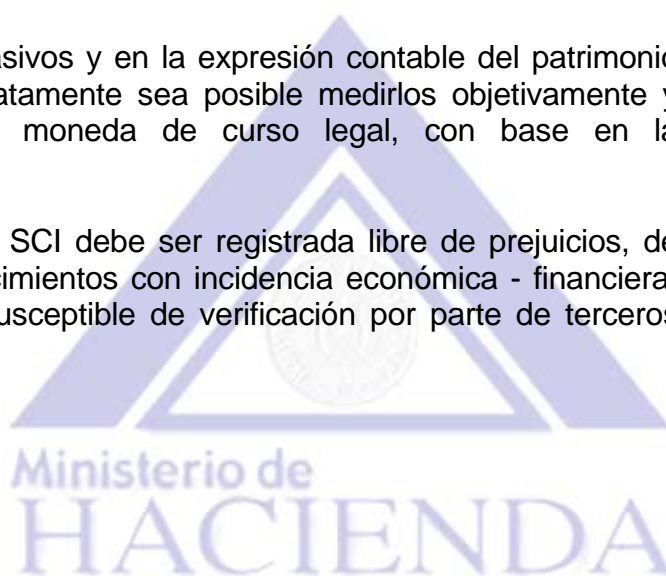 asivos y en la expresión contable del patrimonio
atamente sea posible medirlos objetivamente y
moneda de curso legal, con base en la
SCI debe ser registrada libre de prejuicios, de
cimientos con incidencia económica - financiera,
usceptible de verificación por parte de terceros
Ministerio de
HACIENDA